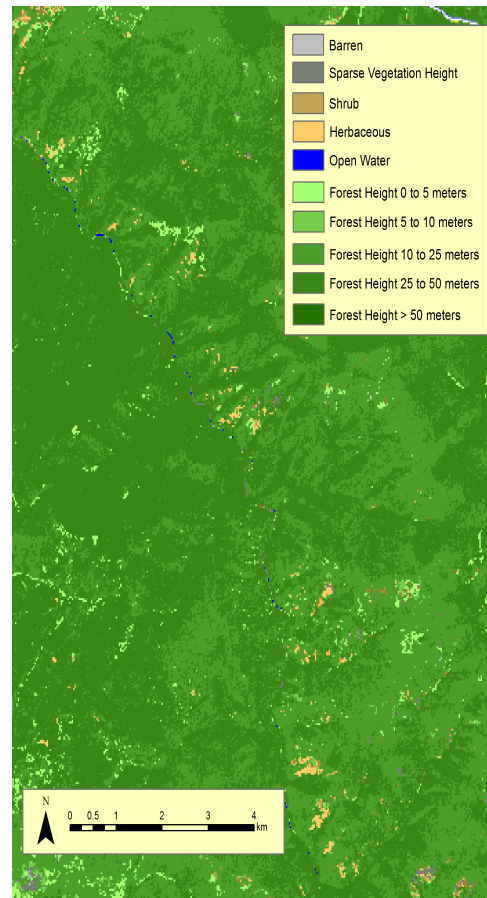 Barren
Sparse Vegetation Height
Shrub
Herbaceous
Open Water
Forest Height 0 to 5 meters
Forest Height 5 to 10 meters
Forest Height 10 to 25 meters
Forest Height 25 to 50 meters
Forest Height > 50 meters
N
0 0.5 1 2 3 4
km